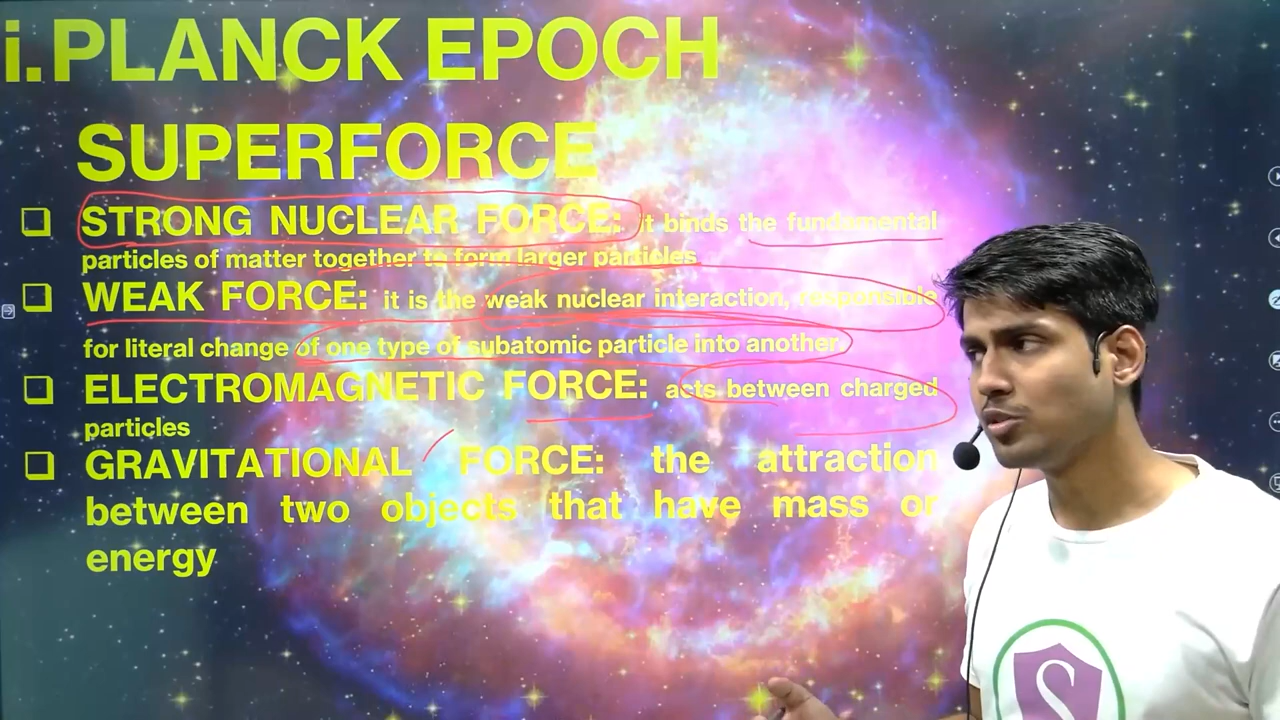 i.PLANCK EPOCH
SUPERFORCE
❑ STRONG NUCLEAR FORCE: it binds the fundamental
particles of matter together to form larger particles
❑ WEAK FORCE: it is the weak nuclear interaction, responsible
for literal change of one type of subatomic particle into another.
❑ ELECTROMAGNETIC FORCE: acts between charged
particles
❑ GRAVITATIONAL FORCE: the attraction
between two objects that have mass or
energy
S